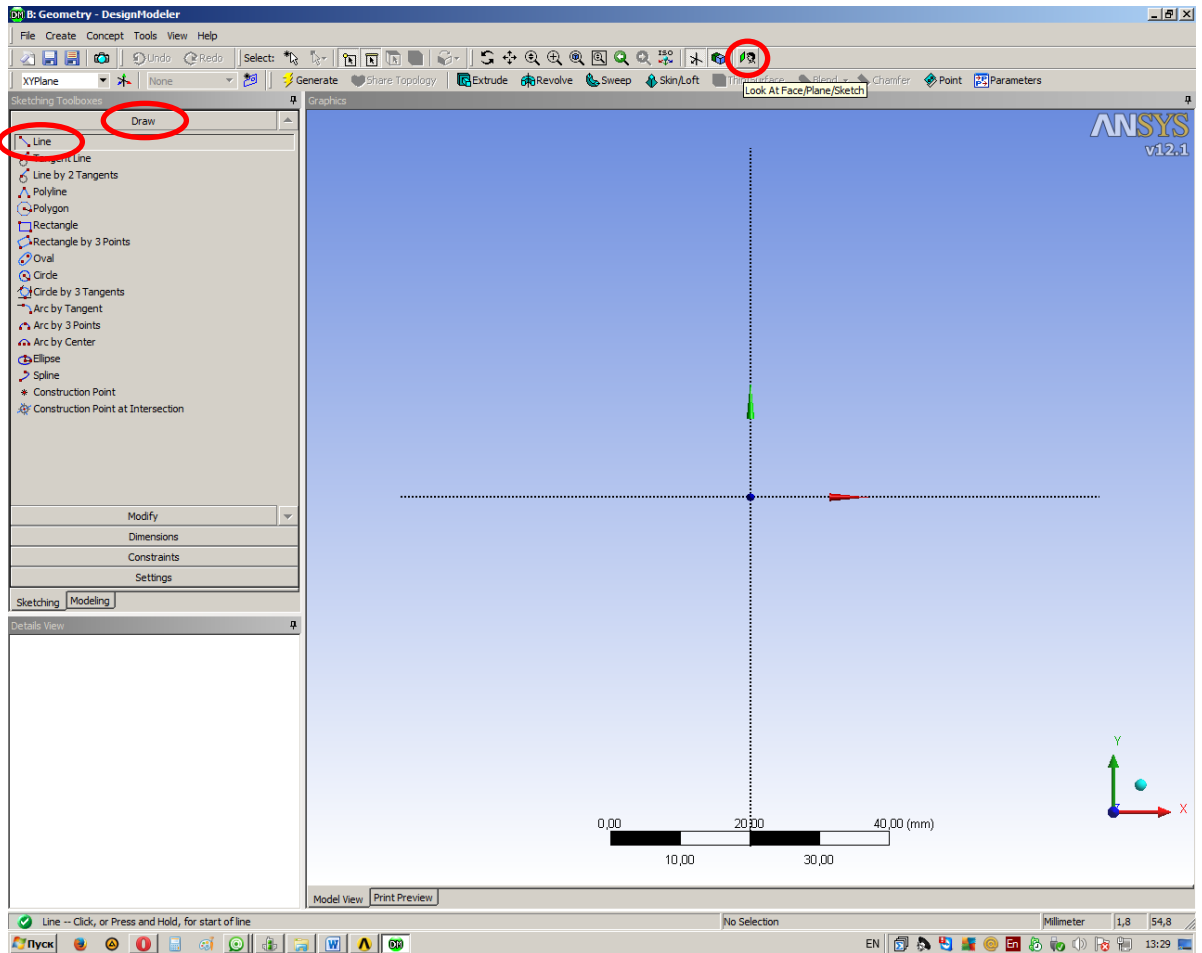 B: Geometry - DesignModeler
File Create Concept Tools View Help
Undo Redo Select:
XYPlane None Generate Share Topology Extrude Revolve Sweep Skin/Loft Blend Chamfer Point Parameters
Look At Face/Plane/Sketch
Sketching Toolboxes
Graphics
Draw
Line
Tangent Line
Line by 2 Tangents
Polyline
Polygon
Rectangle
Rectangle by 3 Points
Oval
Circle
Circle by 3 Tangents
Arc by Tangent
Arc by 3 Points
Arc by Center
Ellipse
Spline
Construction Point
Construction Point at Intersection
Modify
Dimensions
Constraints
Settings
Sketching Modeling
Details View
ANSYS
v12.1
Y
X
0,00 20,00 40,00 (mm)
10,00 30,00
Model View Print Preview
Line -- Click, or Press and Hold, for start of line No Selection Millimeter 1,8 54,8
Пуск EN En 13:29